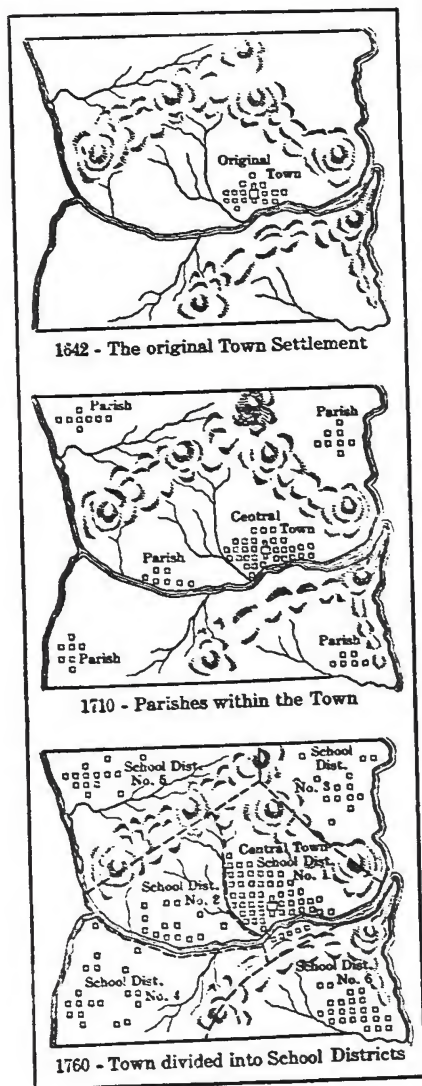 Original
Town
1642 - The original Town Settlement
Parish
Parish
Central
Town
Parish
Parish
Parish
1710 - Parishes within the Town
School Dist.
No. 5
School
Dist.
No. 3
Central Town
School Dist.
No. 1
School Dist.
No. 2
School Dist.
No. 4
School Dist.
No. 6
1760 - Town divided into School Districts